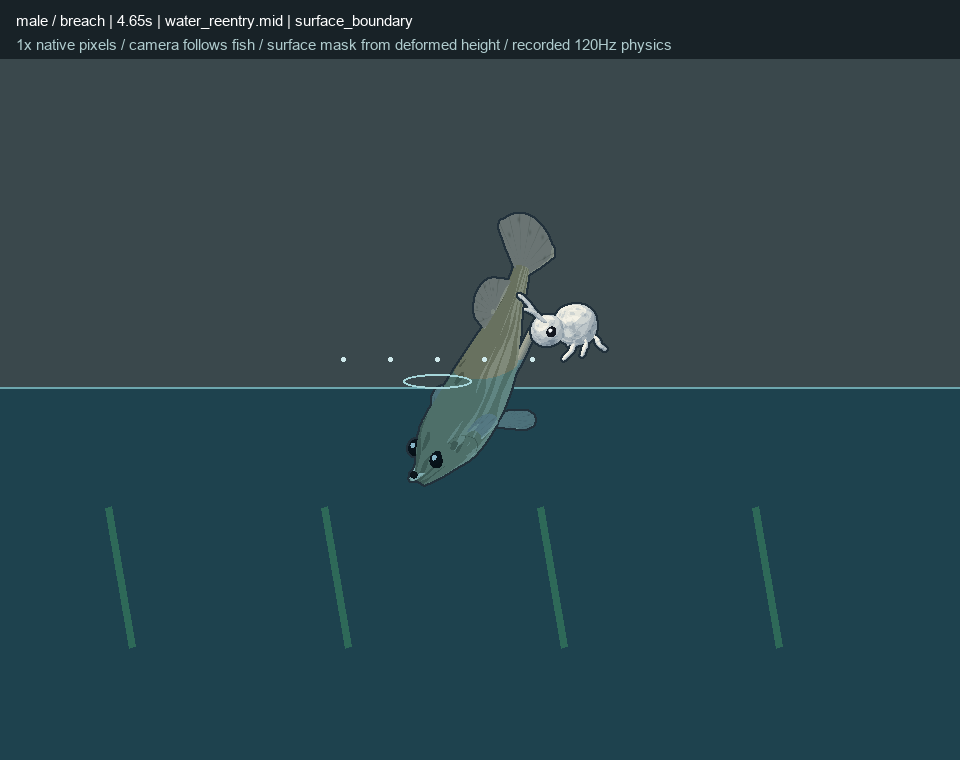 male / breach | 4.65s | water_reentry.mid | surface_boundary
1x native pixels / camera follows fish / surface mask from deformed height / recorded 120Hz physics